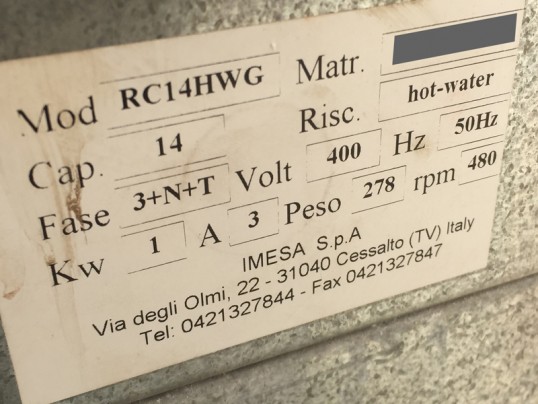 Mod RC14HWG Matr.
Cap. 14 Risc. hot-water
Fase 3+N+T Volt 400 Hz 50Hz
Kw 1 A 3 Peso 278 rpm 480
IMESA S.p.A
Via degli Olmi, 22 - 31040 Cessalto (TV) Italy
Tel: 0421327844 - Fax 0421327847